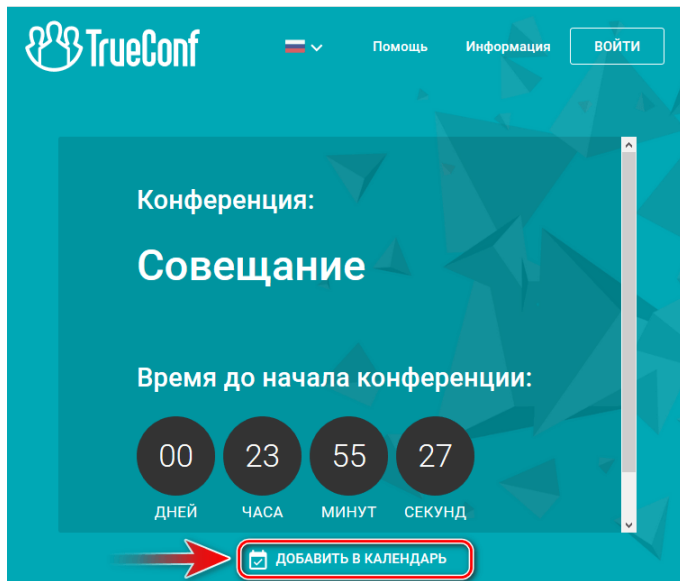 TrueConf
Помощь Информация ВОЙТИ
Конференция:
Совещание
Время до начала конференции:
00 23 55 27
ДНЕЙ ЧАСА МИНУТ СЕКУНД
ДОБАВИТЬ В КАЛЕНДАРЬ